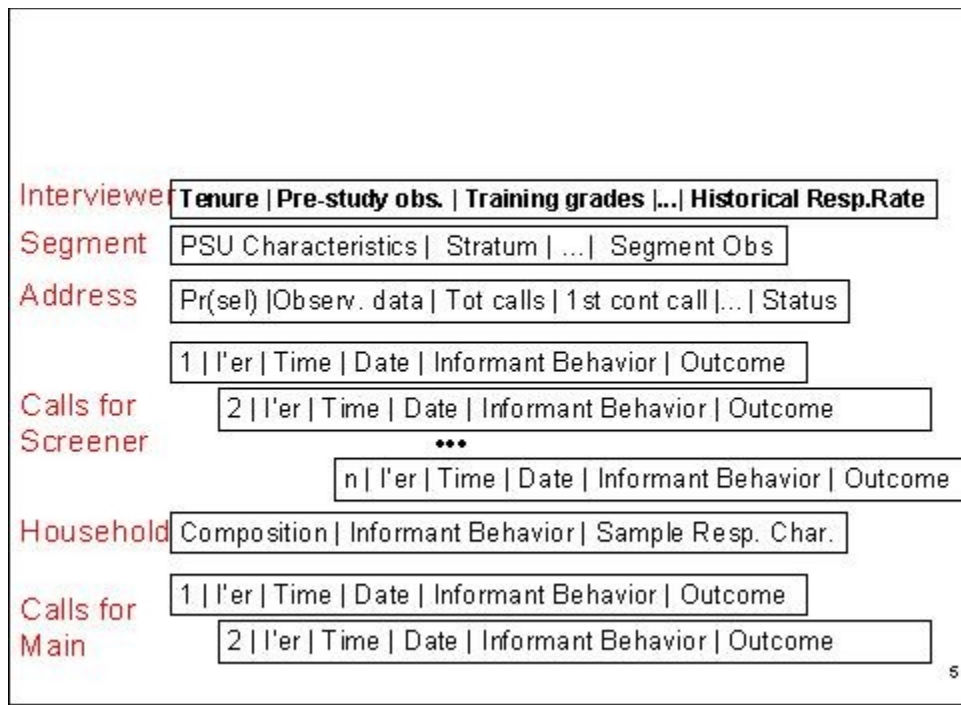 Interviewer Tenure | Pre-study obs. | Training grades |...| Historical Resp.Rate
Segment PSU Characteristics | Stratum | ...| Segment Obs
Address Pr(sel) |Observ. data | Tot calls | 1st cont call |... | Status
1 | I'er | Time | Date | Informant Behavior | Outcome
Calls for
Screener
2 | I'er | Time | Date | Informant Behavior | Outcome
•••
n | I'er | Time | Date | Informant Behavior | Outcome
Household Composition | Informant Behavior | Sample Resp. Char.
1 | I'er | Time | Date | Informant Behavior | Outcome
Calls for
Main
2 | I'er | Time | Date | Informant Behavior | Outcome
5